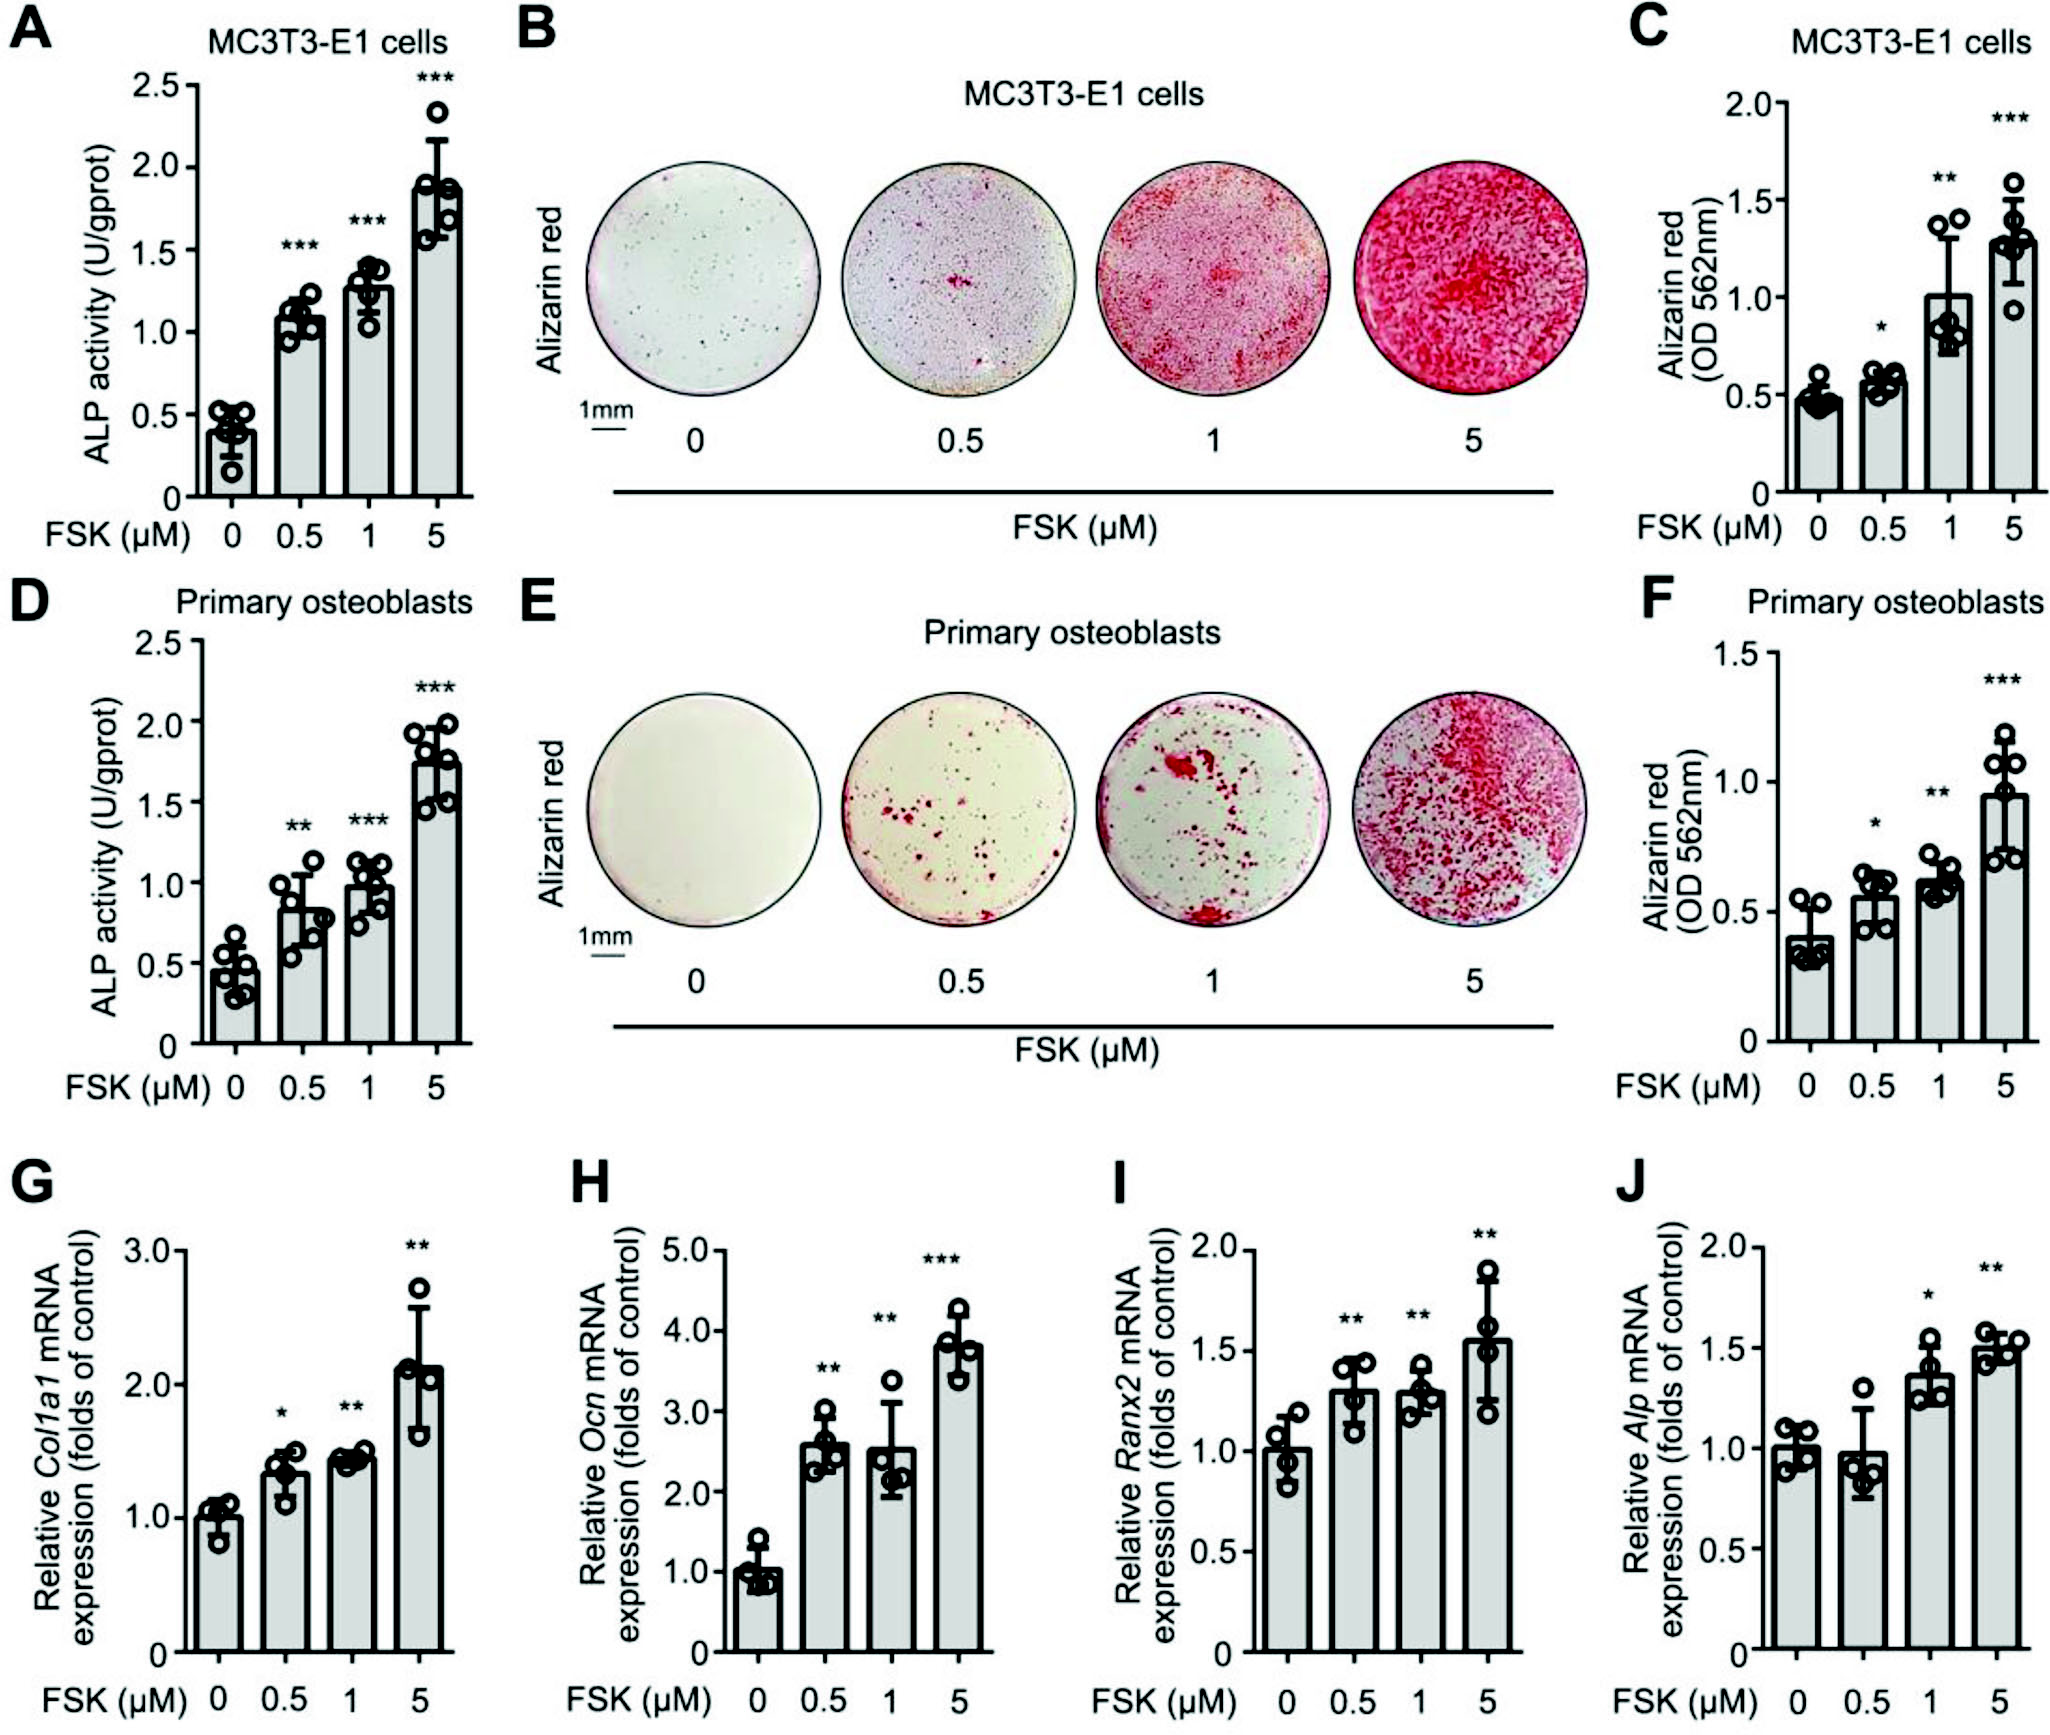 A
MC3T3-E1 cells
ALP activity (U/gprot)
2.5
2.0
1.5
1.0
0.5
0
***
***
***
FSK (µM) 0 0.5 1 5
B
MC3T3-E1 cells
Alizarin red
1mm
0 0.5 1 5
FSK (µM)
C
MC3T3-E1 cells
Alizarin red
(OD 562nm)
2.0
1.5
1.0
0.5
0
*
**
***
FSK (µM) 0 0.5 1 5
D
Primary osteoblasts
ALP activity (U/gprot)
2.5
2.0
1.5
1.0
0.5
0
**
***
***
FSK (µM) 0 0.5 1 5
E
Primary osteoblasts
Alizarin red
1mm
0 0.5 1 5
FSK (µM)
F
Primary osteoblasts
Alizarin red
(OD 562nm)
1.5
1.0
0.5
0
*
**
***
FSK (µM) 0 0.5 1 5
G
Relative Col1a1 mRNA
expression (folds of control)
3.0
2.0
1.0
0
*
**
**
FSK (µM) 0 0.5 1 5
H
Relative Ocn mRNA
expression (folds of control)
5.0
4.0
3.0
2.0
1.0
0
**
**
***
FSK (µM) 0 0.5 1 5
I
Relative Ranx2 mRNA
expression (folds of control)
2.0
1.5
1.0
0.5
0
**
**
**
FSK (µM) 0 0.5 1 5
J
Relative Alp mRNA
expression (folds of control)
2.0
1.5
1.0
0.5
0
*
**
FSK (µM) 0 0.5 1 5